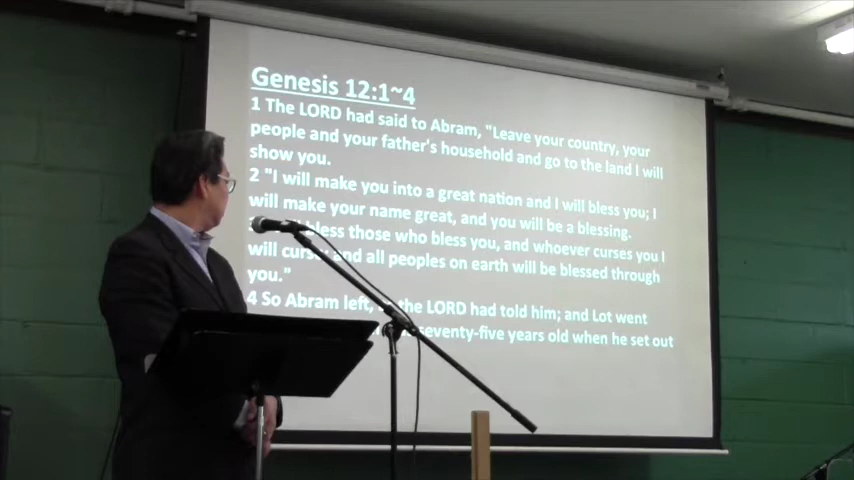 Genesis 12:1~4
1 The LORD had said to Abram, "Leave your country, your
people and your father's household and go to the land I will
show you.
2 "I will make you into a great nation and I will bless you; I
will make your name great, and you will be a blessing.
bless those who bless you, and whoever curses you I
will curse; and all peoples on earth will be blessed through
you."
4 So Abram left, the LORD had told him; and Lot went
seventy-five years old when he set out